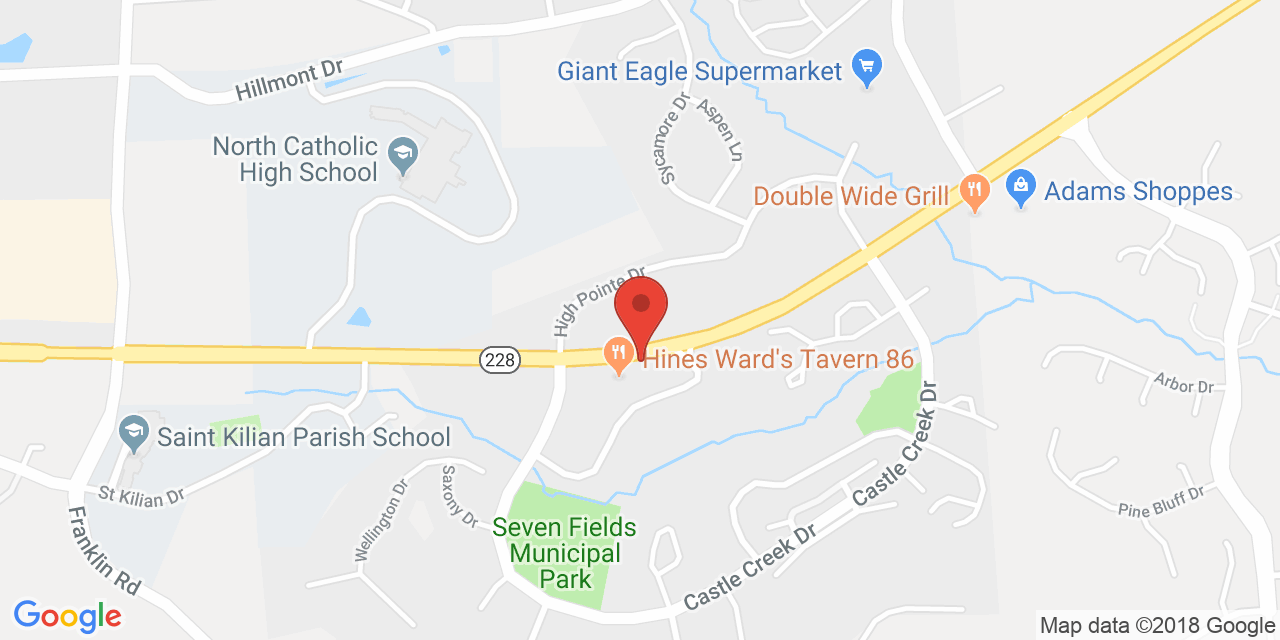 Hillmont Dr
Giant Eagle Supermarket
Sycamore Dr
Aspen Ln
North Catholic
High School
Double Wide Grill
Adams Shoppes
High Pointe Dr
228
Hines Ward's Tavern 86
Arbor Dr
Saint Kilian Parish School
Castle Creek Dr
St Kilian Dr
Wellington Dr
Saxony Dr
Pine Bluff Dr
Franklin Rd
Seven Fields
Municipal
Park
Castle Creek Dr
Google
Map data ©2018 Google